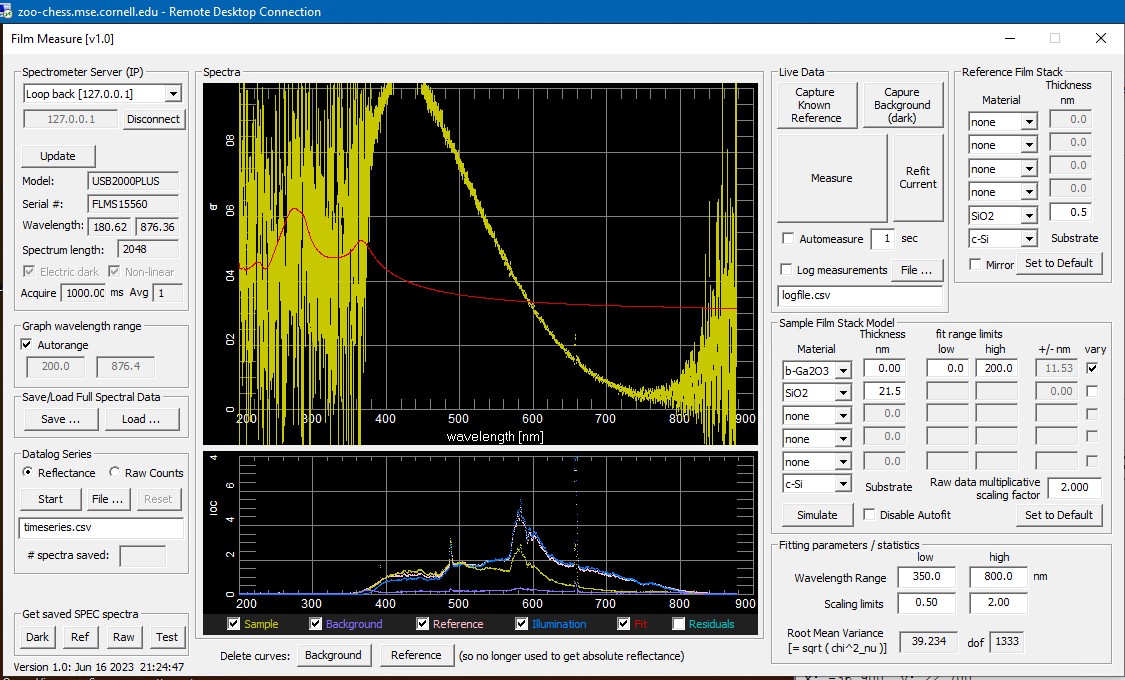 zoo-chess.mse.cornell.edu - Remote Desktop Connection
Film Measure [v1.0]
Spectrometer Server (IP)
Loop back [127.0.0.1]
127.0.0.1 Disconnect
Update
Model: USB2000PLUS
Serial #: FLMS15560
Wavelength: 180.62 876.36
Spectrum length: 2048
Electric dark Non-linear
Acquire 1000.00 ms Avg 1
Graph wavelength range
Autorange
200.0 876.4
Save/Load Full Spectral Data
Save ... Load ...
Datalog Series
Reflectance Raw Counts
Start File ... Reset
timeseries.csv
# spectra saved:
Get saved SPEC spectra
Dark Ref Raw Test
Version 1.0: Jun 16 2023 21:24:47
Spectra
08
06
04
02
0
200 300 400 500 600 700 800 900
wavelength [nm]
4
6
4
2
0
200 300 400 500 600 700 800 900
Sample Background Reference Illumination Fit Residuals
Delete curves: Background Reference (so no longer used to get absolute reflectance)
Live Data
Capture Known Reference
Capure Background (dark)
Measure
Refit Current
Automeasure 1 sec
Log measurements File ...
logfile.csv
Reference Film Stack
Thickness
Material nm
none 0.0
none 0.0
none 0.0
none 0.0
SiO2 0.5
c-Si Substrate
Mirror Set to Default
Sample Film Stack Model
Thickness fit range limits
Material nm low high +/- nm vary
b-Ga2O3 0.00 0.0 200.0 11.53
SiO2 21.5 0.00
none 0.0
none 0.0
none 0.0
c-Si Substrate
Raw data multiplicative
scaling factor 2.000
Simulate Disable Autofit Set to Default
Fitting parameters / statistics
low high
Wavelength Range 350.0 800.0 nm
Scaling limits 0.50 2.00
Root Mean Variance
[= sqrt ( chi^2_nu )] 39.234 dof 1333